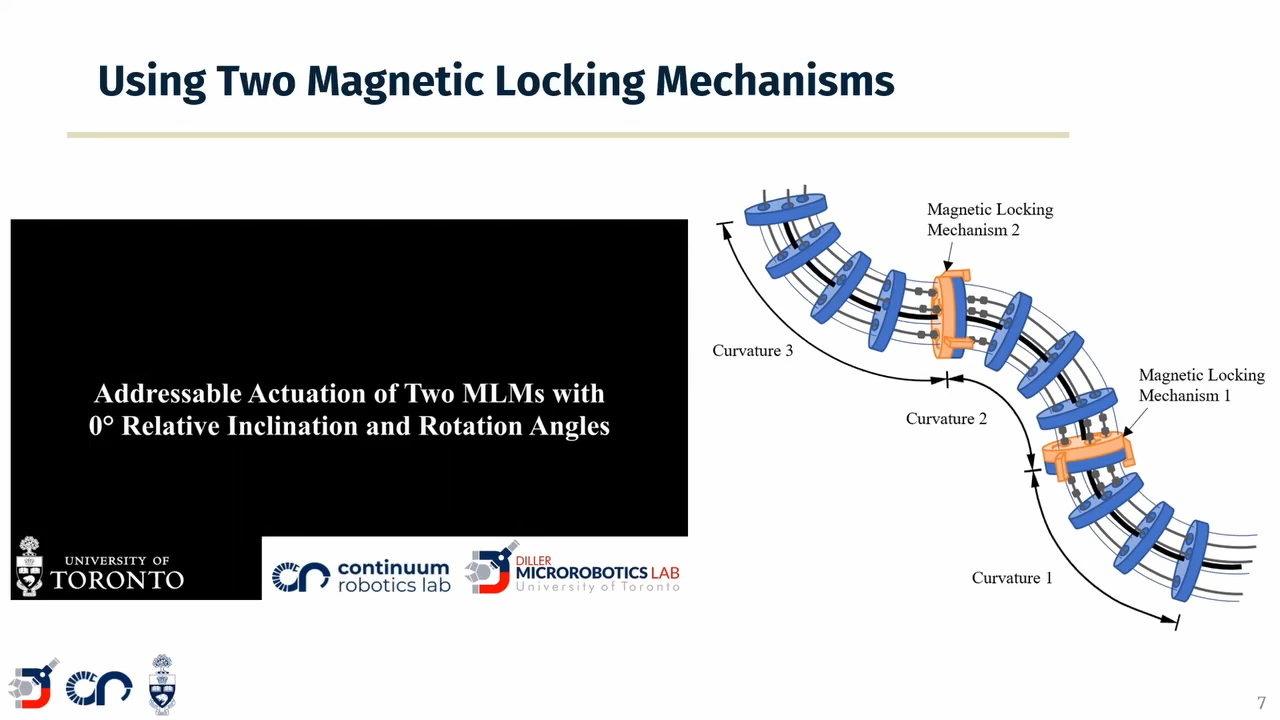 Using Two Magnetic Locking Mechanisms
Addressable Actuation of Two MLMs with
0° Relative Inclination and Rotation Angles
UNIVERSITY OF
TORONTO
continuum
robotics lab
DILLER
MICROROBOTICS LAB
University of Toronto
Magnetic Locking
Mechanism 2
Curvature 3
Magnetic Locking
Mechanism 1
Curvature 2
Curvature 1
7